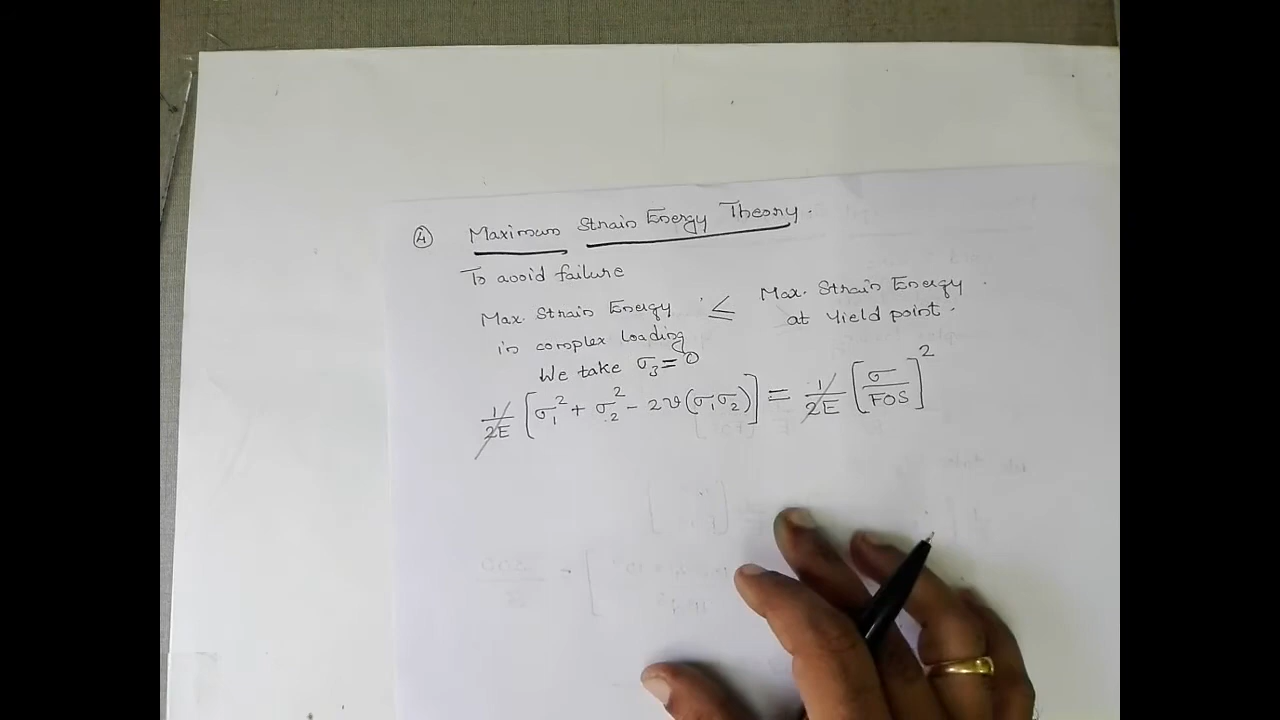 ④ Maximum Strain Energy Theory.
To avoid failure
Max. Strain Energy in complex loading ≤ Max. Strain Energy at Yield point.
We take σ₃=0
1/2E [σ₁² + σ₂² - 2ν(σ₁σ₂)] = 1/2E [σ/FOS]²